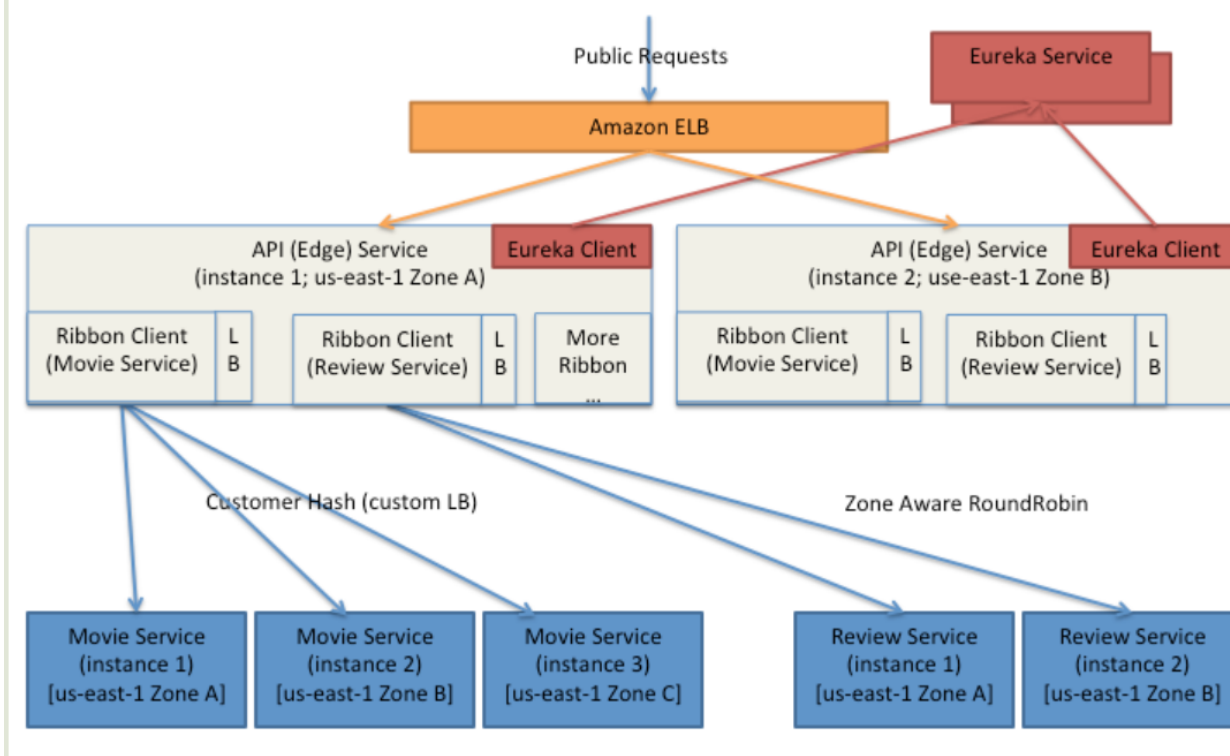 Public Requests
Eureka Service
Amazon ELB
API (Edge) Service
(instance 1; us-east-1 Zone A)
Eureka Client
API (Edge) Service
(instance 2; use-east-1 Zone B)
Eureka Client
Ribbon Client
(Movie Service)
L
B
Ribbon Client
(Review Service)
L
B
More
Ribbon
...
Ribbon Client
(Movie Service)
L
B
Ribbon Client
(Review Service)
L
B
Customer Hash (custom LB)
Zone Aware RoundRobin
Movie Service
(instance 1)
[us-east-1 Zone A]
Movie Service
(instance 2)
[us-east-1 Zone B]
Movie Service
(instance 3)
[us-east-1 Zone C]
Review Service
(instance 1)
[us-east-1 Zone A]
Review Service
(instance 2)
[us-east-1 Zone B]